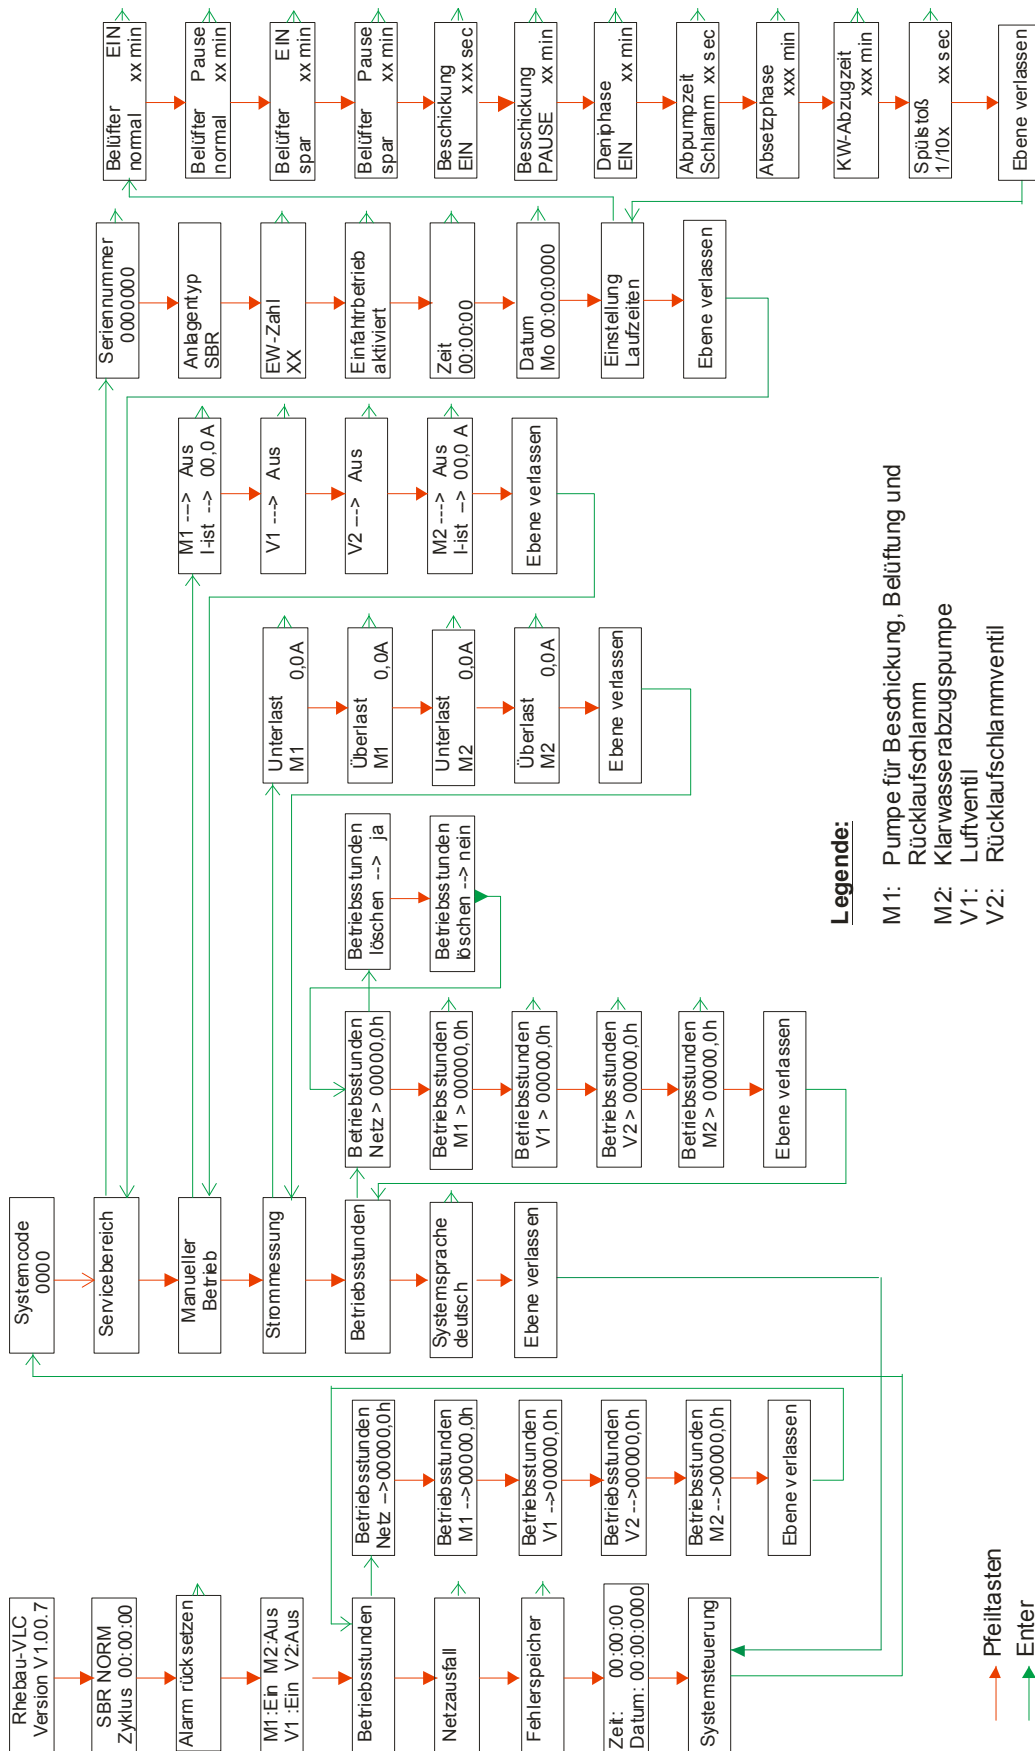 Rhebau-VLC
Version V1.00.7
SBR NORM
Zyklus 00:00:00
Alarm rücksetzen
M1:Ein M2:Aus
V1 :Ein V2:Aus
Betriebsstunden
Netzausfall
Fehlerspeicher
Zeit: 00:00:00
Datum: 00:00:0000
Systemsteuerung
Betriebsstunden
Netz -->00000,0h
Betriebsstunden
M1 -->00000,0h
Betriebsstunden
V1 -->00000,0h
Betriebsstunden
V2 -->00000,0h
Betriebsstunden
M2 -->00000,0h
Ebene verlassen
Systemcode
0000
Servicebereich
Manueller
Betrieb
Strommessung
Betriebsstunden
Systemsprache
deutsch
Ebene verlassen
Betriebsstunden
Netz > 00000,0h
Betriebsstunden
M1 > 00000,0h
Betriebsstunden
V1 > 00000,0h
Betriebsstunden
V2 > 00000,0h
Betriebsstunden
M2 > 00000,0h
Ebene verlassen
Betriebsstunden
löschen --> ja
Betriebsstunden
löschen --> nein
Unterlast
M1 0,0A
Überlast
M1 0,0A
Unterlast
M2 0,0A
Überlast
M2 0,0A
Ebene verlassen
M1 ---> Aus
I-ist --> 00,0 A
V1 ---> Aus
V2 ---> Aus
M2 ---> Aus
I-ist --> 00,0 A
Ebene verlassen
Seriennummer
0000000
Anlagentyp
SBR
EW-Zahl
XX
Einfahrtbetrieb
aktiviert
Zeit
00:00:00
Datum
Mo 00:00:0000
Einstellung
Laufzeiten
Ebene verlassen
Belüfter EIN
normal xx min
Belüfter Pause
normal xx min
Belüfter EIN
spar xx min
Belüfter Pause
spar xx min
Beschickung
EIN xxx sec
Beschickung
PAUSE xx min
Deniphase
EIN xx min
Abpumpzeit
Schlamm xx sec
Absetzphase
xxx min
KW-Abzugzeit
xxx min
Spülstoß
1/10x xx sec
Ebene verlassen
Legende:
M1: Pumpe für Beschickung, Belüftung und
Rücklaufschlamm
M2: Klarwasserabzugspumpe
V1: Luftventil
V2: Rücklaufschlammventil
Pfeiltasten
Enter